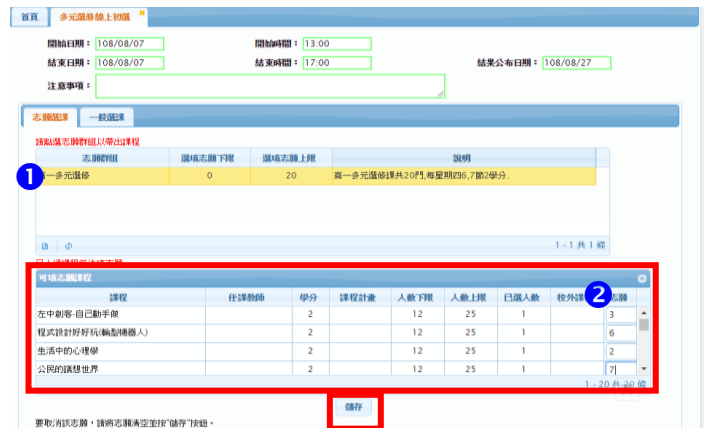 首頁 多元選修線上初選 ×
開始日期： 108/08/07 開始時間： 13:00
結束日期： 108/08/07 結束時間： 17:00 結果公布日期： 108/08/27
注意事項：
志願選課 一般選課
請點選志願群組以帶出課程
志願群組 選填志願下限 選填志願上限 說明
1 高一多元選修 0 20 高一多元選修課共20門,每星期四6,7節2學分.
1 - 1 共 1 條
可填志願課程
課程 任課教師 學分 課程計畫 人數下限 人數上限 已選人數 校外課 2 志願
左中創客-自己動手做 2 12 25 1 3
程式設計好好玩(輪型機器人) 2 12 25 1 6
生活中的心理學 2 12 25 1 2
公民的議想世界 2 12 25 1 7
1 - 20 共 20 條
儲存
要取消該志願，請將志願清空並按"儲存"按鈕。